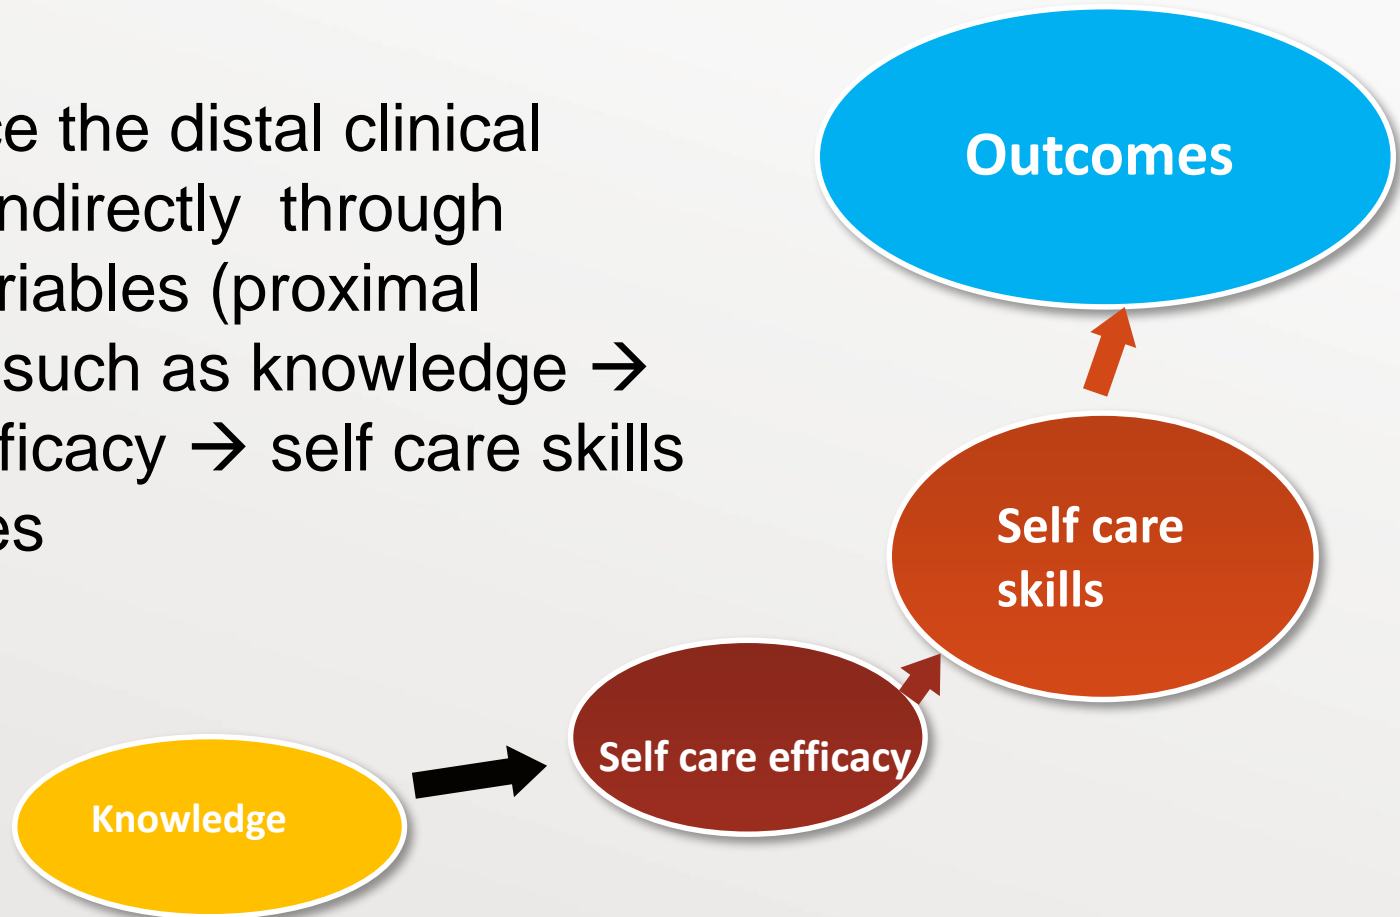 ce the distal clinical
ndirectly through
riables (proximal
such as knowledge →
ficacy → self care skills
es
Outcomes
Self care
skills
Self care efficacy
Knowledge